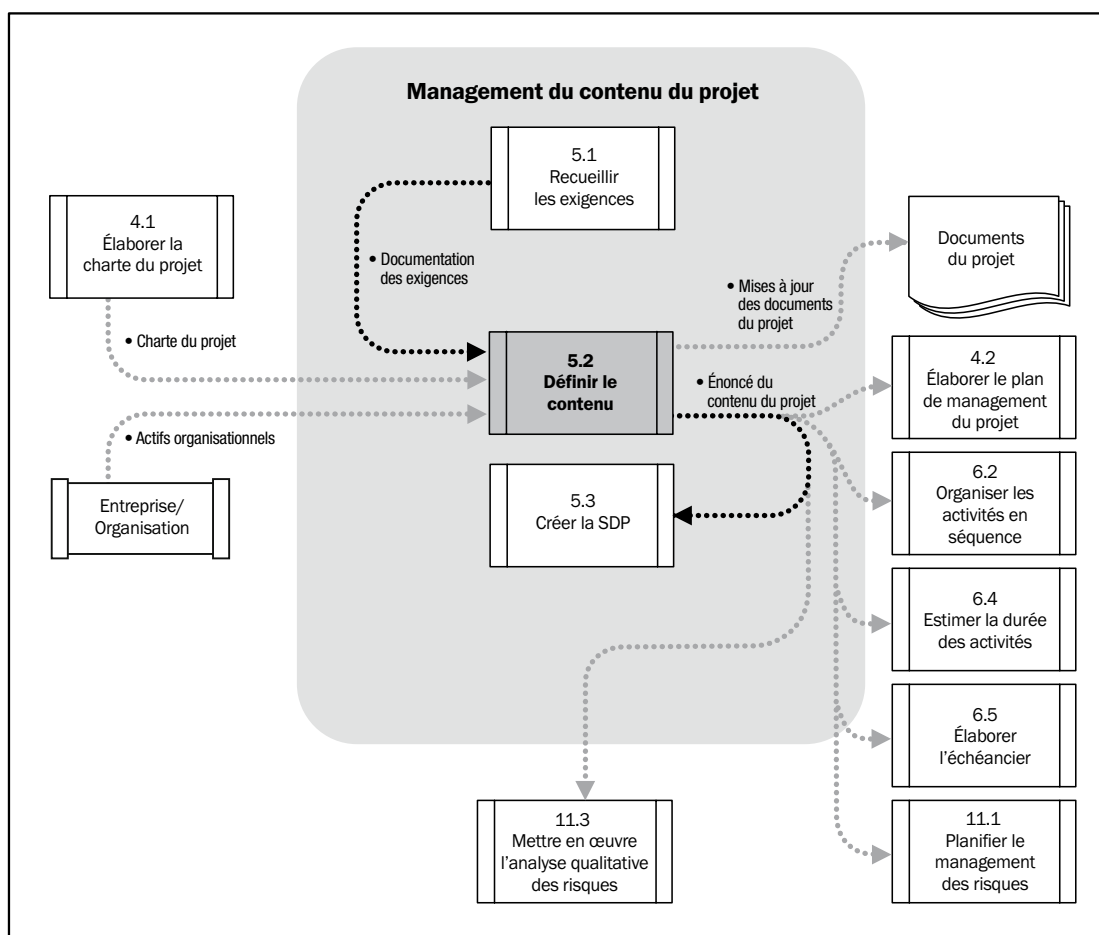 Management du contenu du projet
5.1
Recueillir
les exigences
4.1
Élaborer la
charte du projet
Documents
du projet
• Documentation
des exigences
• Mises à jour
des documents
du projet
• Charte du projet
5.2
Définir le
contenu
• Énoncé du
contenu du projet
4.2
Élaborer le plan
de management
du projet
• Actifs organisationnels
Entreprise/
Organisation
5.3
Créer la SDP
6.2
Organiser les
activités en
séquence
6.4
Estimer la durée
des activités
6.5
Élaborer
l’échéancier
11.3
Mettre en œuvre
l’analyse qualitative
des risques
11.1
Planifier le
management
des risques